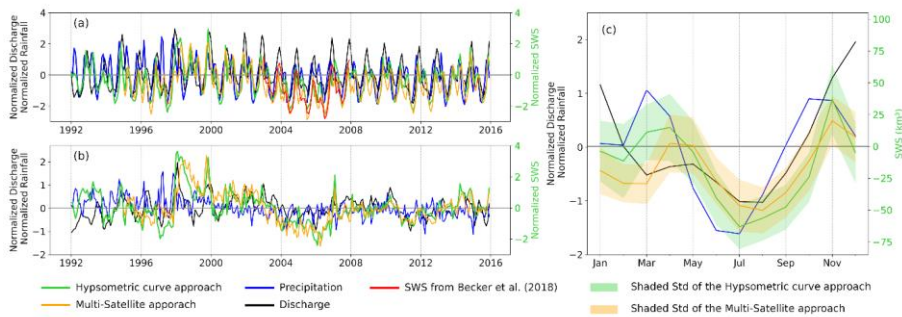 (a)
Normalized Discharge
Normalized Rainfall
4
2
0
−2
4
2
0
−2
Normalized SWS
1992 1996 2000 2004 2008 2012 2016
(b)
Normalized Discharge
Normalized Rainfall
2
1
0
−1
−2
2
0
−2
Normalized SWS
1992 1996 2000 2004 2008 2012 2016
(c)
Normalized Discharge
Normalized Rainfall
2
1
0
−1
−2
100
75
50
25
0
−25
−50
−75
SWS (km³)
Jan Mar May Jul Sep Nov
Hypsometric curve approach
Multi-Satellite apporach
Precipitation
Discharge
SWS from Becker et al. (2018)
Shaded Std of the Hypsometric curve approach
Shaded Std of the Multi-Satellite approach